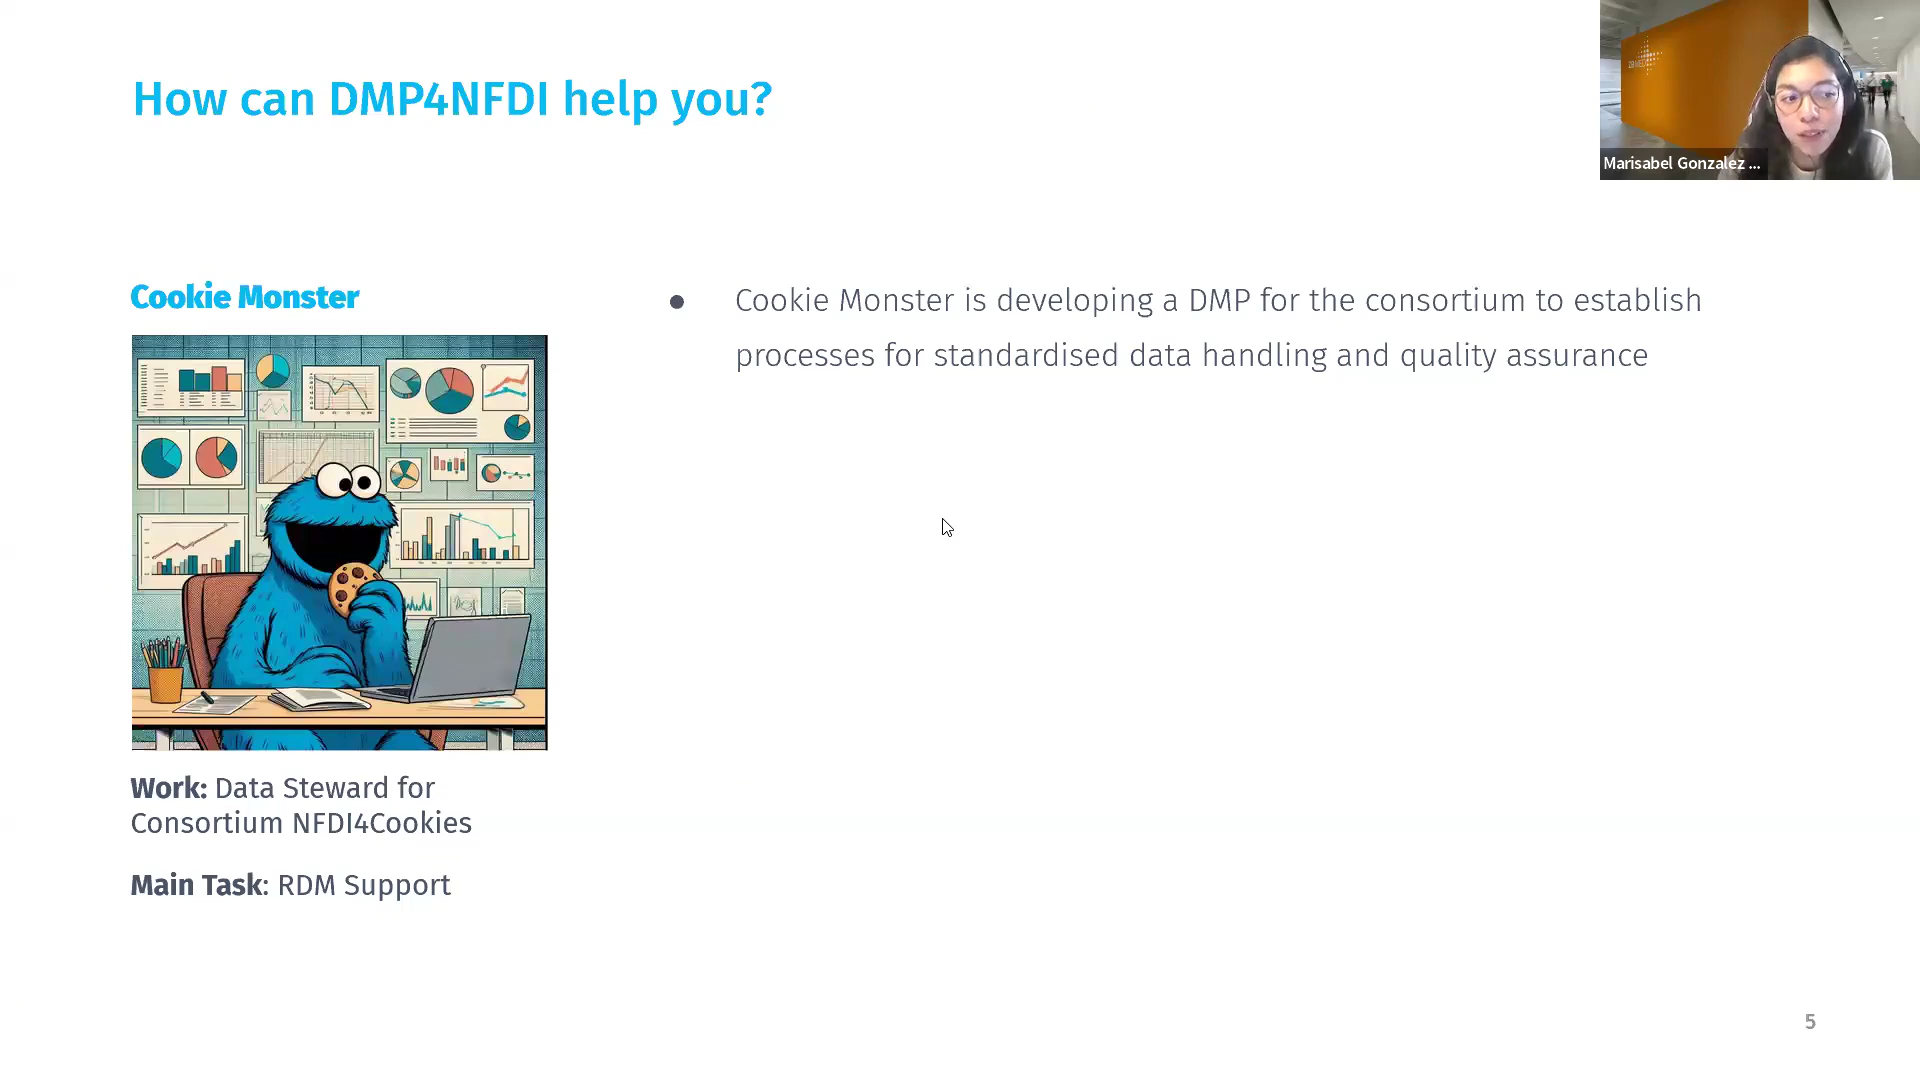 How can DMP4NFDI help you?
Marisabel Gonzalez ...
Cookie Monster
● Cookie Monster is developing a DMP for the consortium to establish
processes for standardised data handling and quality assurance
Work: Data Steward for
Consortium NFDI4Cookies
Main Task: RDM Support
5